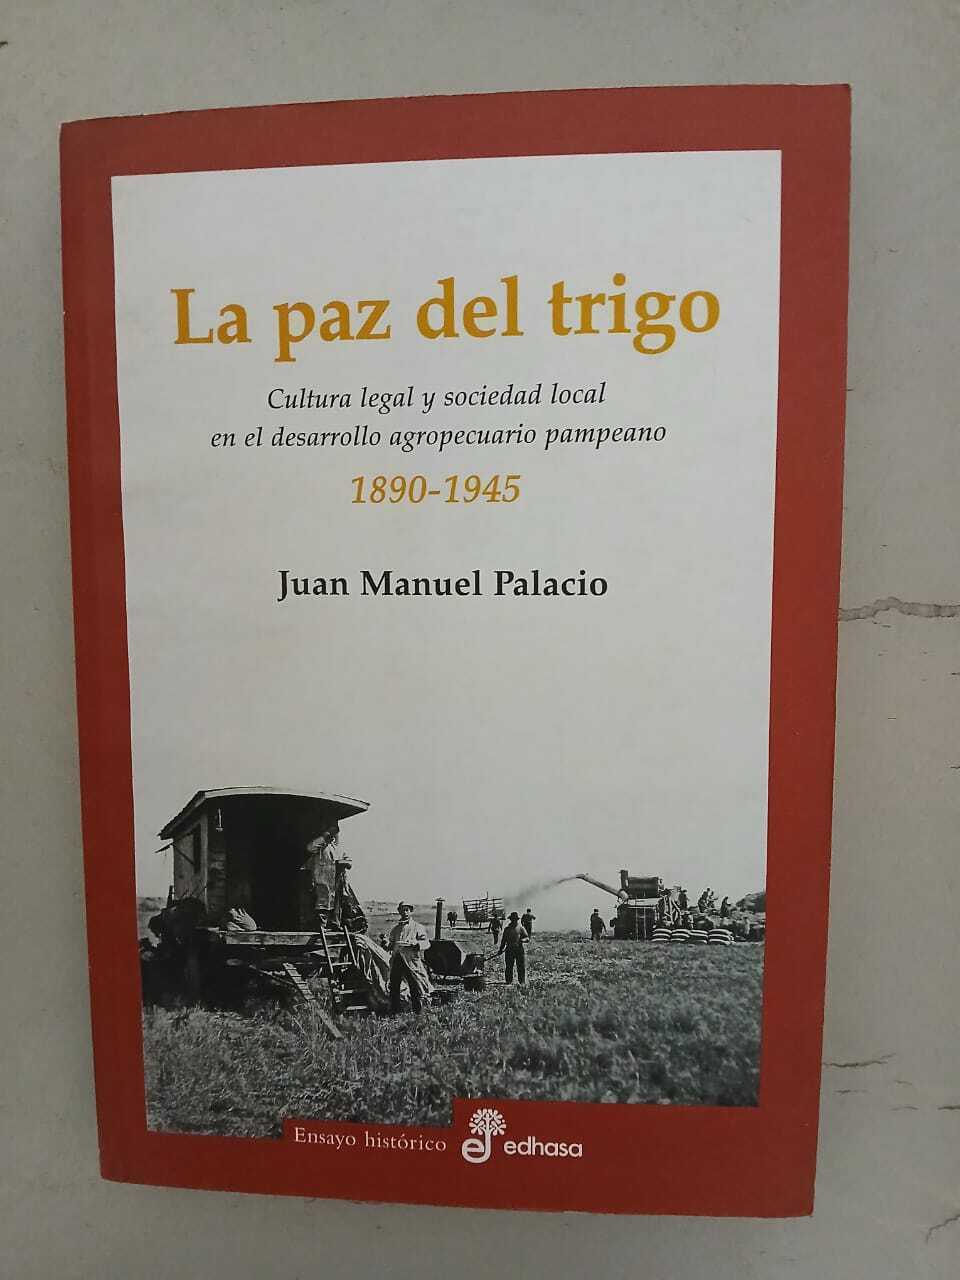 La paz del trigo
Cultura legal y sociedad local
en el desarrollo agropecuario pampeano
1890-1945
Juan Manuel Palacio
Ensayo histórico
edhasa